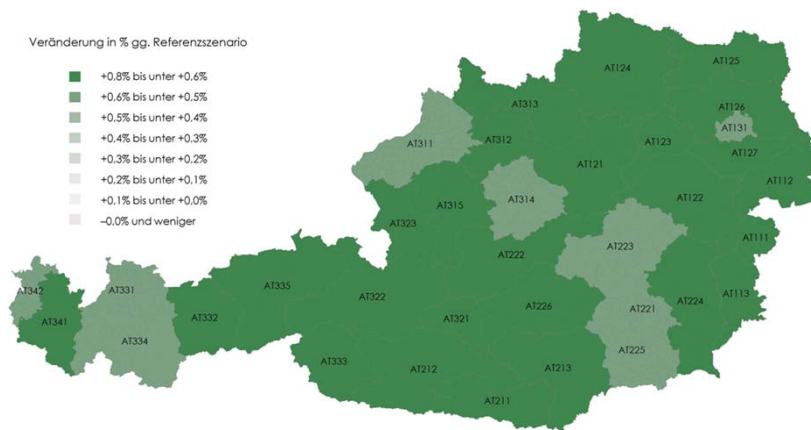 Veränderung in % gg. Referenzszenario
+0,8% bis unter +0,6%
+0,6% bis unter +0,5%
+0,5% bis unter +0,4%
+0,4% bis unter +0,3%
+0,3% bis unter +0,2%
+0,2% bis unter +0,1%
+0,1% bis unter +0,0%
–0,0% und weniger
AT124
AT125
AT313
AT126
AT131
AT311
AT312
AT123
AT127
AT121
AT112
AT314
AT122
AT315
AT323
AT111
AT223
AT222
AT342
AT331
AT335
AT322
AT113
AT226
AT221
AT224
AT341
AT332
AT321
AT334
AT225
AT333
AT212
AT213
AT211